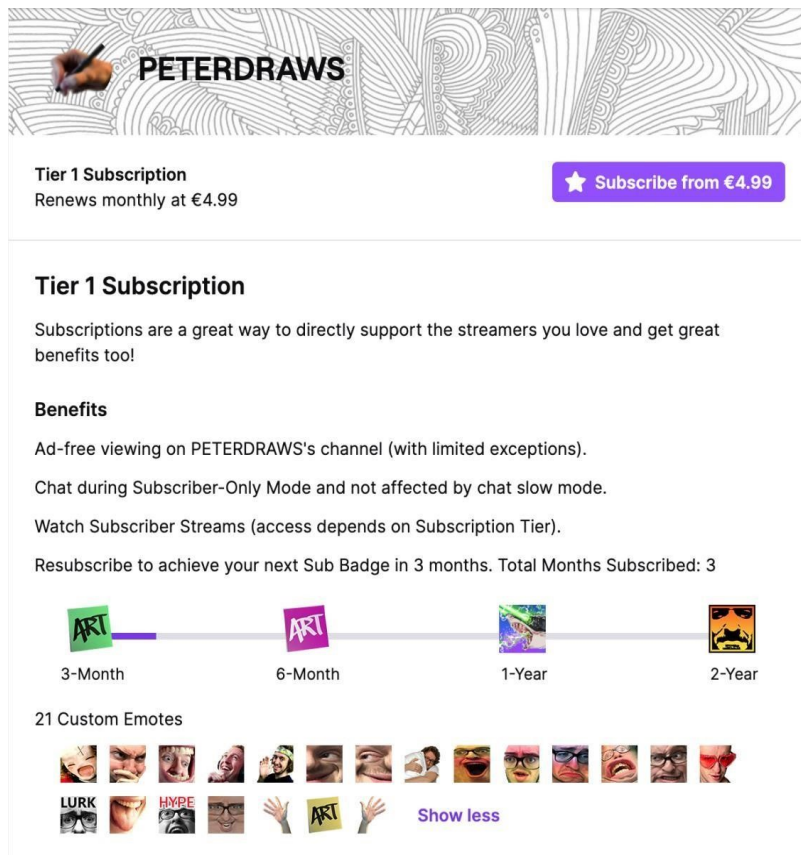 PETERDRAWS
Tier 1 Subscription
Renews monthly at €4.99
Subscribe from €4.99
Tier 1 Subscription
Subscriptions are a great way to directly support the streamers you love and get great
benefits too!
Benefits
Ad-free viewing on PETERDRAWS's channel (with limited exceptions).
Chat during Subscriber-Only Mode and not affected by chat slow mode.
Watch Subscriber Streams (access depends on Subscription Tier).
Resubscribe to achieve your next Sub Badge in 3 months. Total Months Subscribed: 3
ART ART
3-Month 6-Month 1-Year 2-Year
21 Custom Emotes
LURK HYPE ART Show less